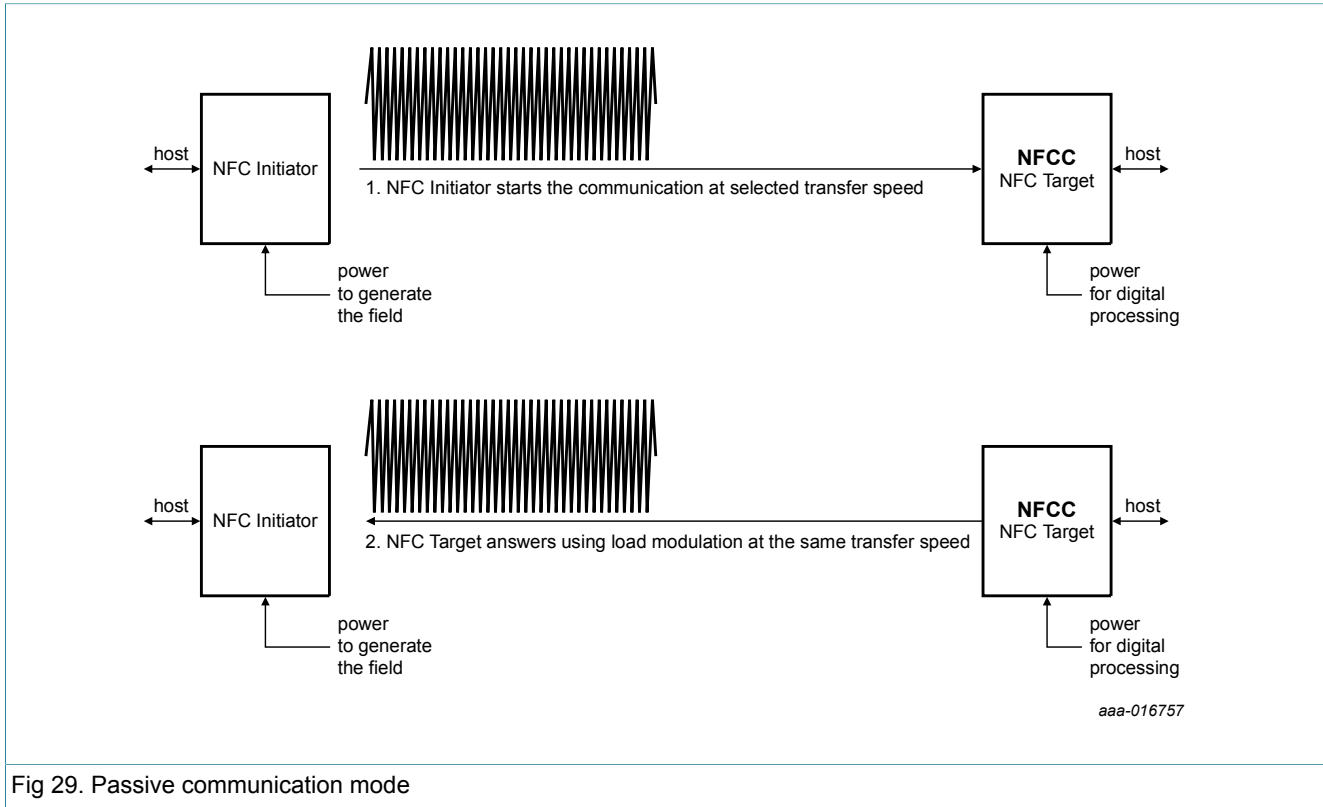 host
NFC Initiator
1. NFC Initiator starts the communication at selected transfer speed
NFCC
NFC Target
host
power
to generate
the field
power
for digital
processing
host
NFC Initiator
2. NFC Target answers using load modulation at the same transfer speed
NFCC
NFC Target
host
power
to generate
the field
power
for digital
processing
aaa-016757
Fig 29. Passive communication mode